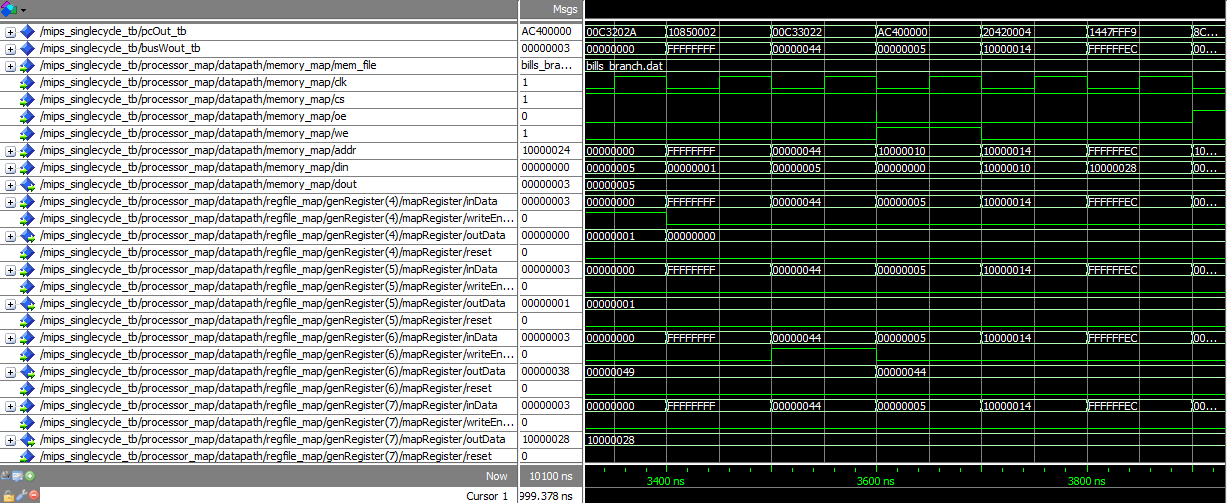 Msgs
/mips_singlecycle_tb/pcOut_tb AC400000 00C3202A 10850002 00C33022 AC400000 20420004 1447FFF9 8C...
/mips_singlecycle_tb/busWout_tb 00000003 00000000 FFFFFFFF 00000044 00000005 10000014 FFFFFFEC 00...
/mips_singlecycle_tb/processor_map/datapath/memory_map/mem_file bills_bra... bills_branch.dat
/mips_singlecycle_tb/processor_map/datapath/memory_map/clk 1
/mips_singlecycle_tb/processor_map/datapath/memory_map/cs 1
/mips_singlecycle_tb/processor_map/datapath/memory_map/oe 0
/mips_singlecycle_tb/processor_map/datapath/memory_map/we 1
/mips_singlecycle_tb/processor_map/datapath/memory_map/addr 10000024 00000000 FFFFFFFF 00000044 10000010 10000014 FFFFFFEC 10...
/mips_singlecycle_tb/processor_map/datapath/memory_map/din 00000000 00000005 00000001 00000005 00000000 10000010 10000028 00...
/mips_singlecycle_tb/processor_map/datapath/memory_map/dout 00000003 00000005
/mips_singlecycle_tb/processor_map/datapath/regfile_map/genRegister(4)/mapRegister/inData 00000003 00000000 FFFFFFFF 00000044 00000005 10000014 FFFFFFEC 00...
/mips_singlecycle_tb/processor_map/datapath/regfile_map/genRegister(4)/mapRegister/writeEn... 0
/mips_singlecycle_tb/processor_map/datapath/regfile_map/genRegister(4)/mapRegister/outData 00000000 00000001 00000000
/mips_singlecycle_tb/processor_map/datapath/regfile_map/genRegister(4)/mapRegister/reset 0
/mips_singlecycle_tb/processor_map/datapath/regfile_map/genRegister(5)/mapRegister/inData 00000003 00000000 FFFFFFFF 00000044 00000005 10000014 FFFFFFEC 00...
/mips_singlecycle_tb/processor_map/datapath/regfile_map/genRegister(5)/mapRegister/writeEn... 0
/mips_singlecycle_tb/processor_map/datapath/regfile_map/genRegister(5)/mapRegister/outData 00000001 00000001
/mips_singlecycle_tb/processor_map/datapath/regfile_map/genRegister(5)/mapRegister/reset 0
/mips_singlecycle_tb/processor_map/datapath/regfile_map/genRegister(6)/mapRegister/inData 00000003 00000000 FFFFFFFF 00000044 00000005 10000014 FFFFFFEC 00...
/mips_singlecycle_tb/processor_map/datapath/regfile_map/genRegister(6)/mapRegister/writeEn... 0
/mips_singlecycle_tb/processor_map/datapath/regfile_map/genRegister(6)/mapRegister/outData 00000038 00000049 00000044
/mips_singlecycle_tb/processor_map/datapath/regfile_map/genRegister(6)/mapRegister/reset 0
/mips_singlecycle_tb/processor_map/datapath/regfile_map/genRegister(7)/mapRegister/inData 00000003 00000000 FFFFFFFF 00000044 00000005 10000014 FFFFFFEC 00...
/mips_singlecycle_tb/processor_map/datapath/regfile_map/genRegister(7)/mapRegister/writeEn... 0
/mips_singlecycle_tb/processor_map/datapath/regfile_map/genRegister(7)/mapRegister/outData 10000028 10000028
/mips_singlecycle_tb/processor_map/datapath/regfile_map/genRegister(7)/mapRegister/reset 0
Now 10100 ns 3400 ns 3600 ns 3800 ns
Cursor 1 999.378 ns